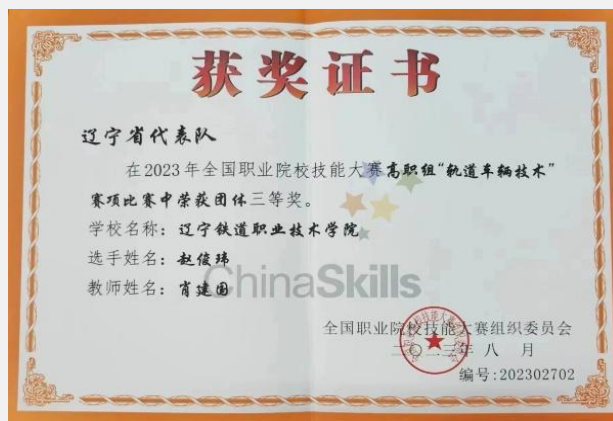 获奖证书
辽宁省代表队
在2023年全国职业院校技能大赛高职组“轨道车辆技术”
赛项比赛中荣获团体三等奖。
学校名称：辽宁铁道职业技术学院
选手姓名：赵俊玮
教师姓名：肖建国
ChinaSkills
全国职业院校技能大赛组织委员会
二〇二三年 八 月
编号:202302702